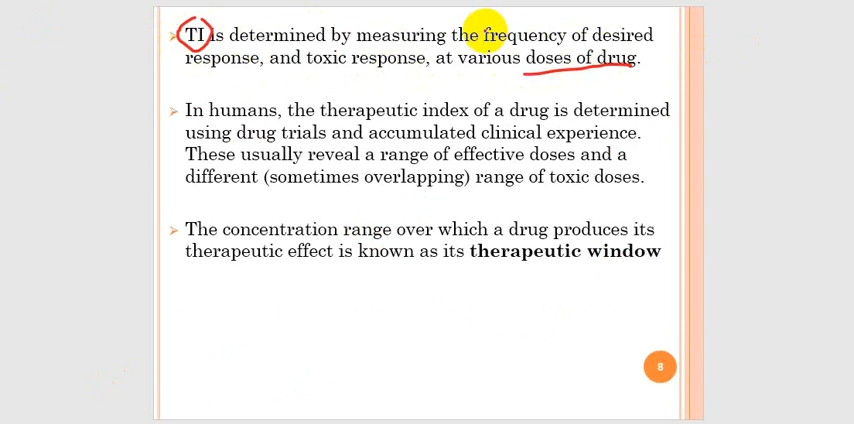 TI is determined by measuring the frequency of desired
response, and toxic response, at various doses of drug.
In humans, the therapeutic index of a drug is determined
using drug trials and accumulated clinical experience.
These usually reveal a range of effective doses and a
different (sometimes overlapping) range of toxic doses.
The concentration range over which a drug produces its
therapeutic effect is known as its therapeutic window
8